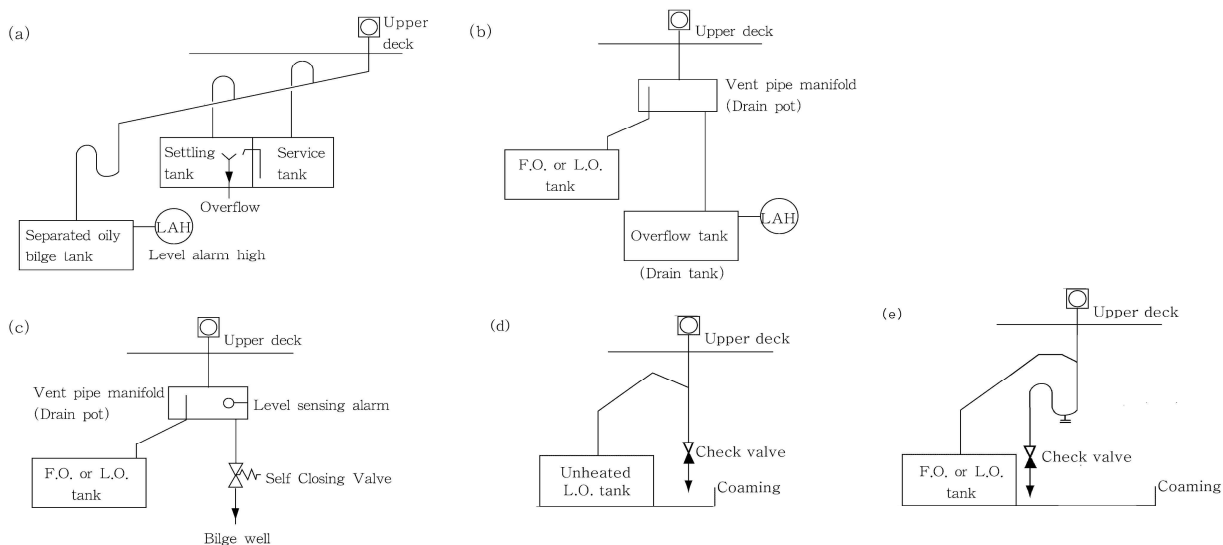 (a)
Upper
deck
Settling
tank
Service
tank
Overflow
LAH
Separated oily
bilge tank
Level alarm high
(b)
Upper deck
Vent pipe manifold
(Drain pot)
F.O. or L.O.
tank
LAH
Overflow tank
(Drain tank)
(c)
Upper deck
Vent pipe manifold
(Drain pot)
Level sensing alarm
F.O. or L.O.
tank
Self Closing Valve
Bilge well
(d)
Upper deck
Check valve
Unheated
L.O. tank
Coaming
(e)
Upper deck
Check valve
F.O. or L.O.
tank
Coaming